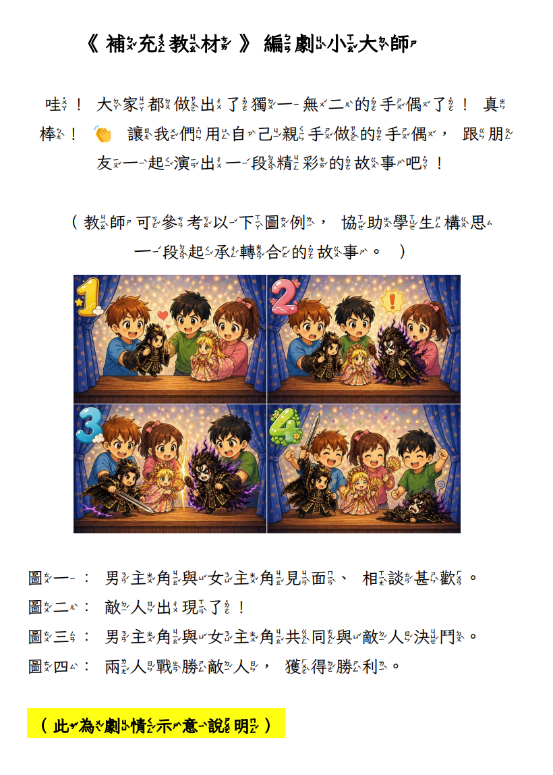 《 補充教材 》 編劇小大師
哇！ 大家都做出了獨一無二的手偶了！ 真
棒！ 👏 讓我們用自己親手做的手偶， 跟朋
友一起演出一段精彩的故事吧！
（ 教師可參考以下圖例， 協助學生構思
一段起承轉合的故事。 ）
1
2
!
3
4
圖一： 男主角與女主角見面、 相談甚歡。
圖二： 敵人出現了！
圖三： 男主角與女主角共同與敵人決鬥。
圖四： 兩人戰勝敵人， 獲得勝利。
（ 此為劇情示意說明 ）